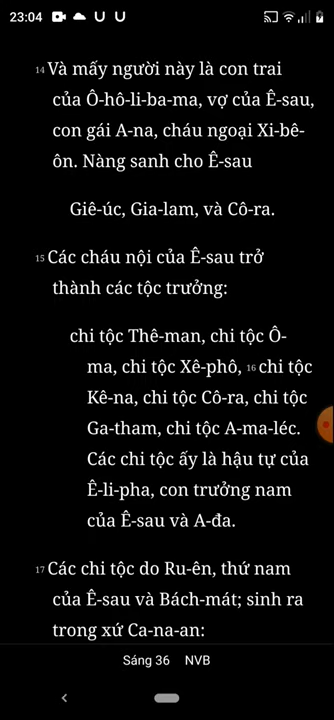 23:04
14 Và mấy người này là con trai
của Ô-hô-li-ba-ma, vợ của Ê-sau,
con gái A-na, cháu ngoại Xi-bê-
ôn. Nàng sanh cho Ê-sau
Giê-úc, Gia-lam, và Cô-ra.
15 Các cháu nội của Ê-sau trở
thành các tộc trưởng:
chi tộc Thê-man, chi tộc Ô-
ma, chi tộc Xê-phô, 16 chi tộc
Kê-na, chi tộc Cô-ra, chi tộc
Ga-tham, chi tộc A-ma-léc.
Các chi tộc ấy là hậu tự của
Ê-li-pha, con trưởng nam
của Ê-sau và A-đa.
17 Các chi tộc do Ru-ên, thứ nam
của Ê-sau và Bách-mát; sinh ra
trong xứ Ca-na-an:
Sáng 36 NVB